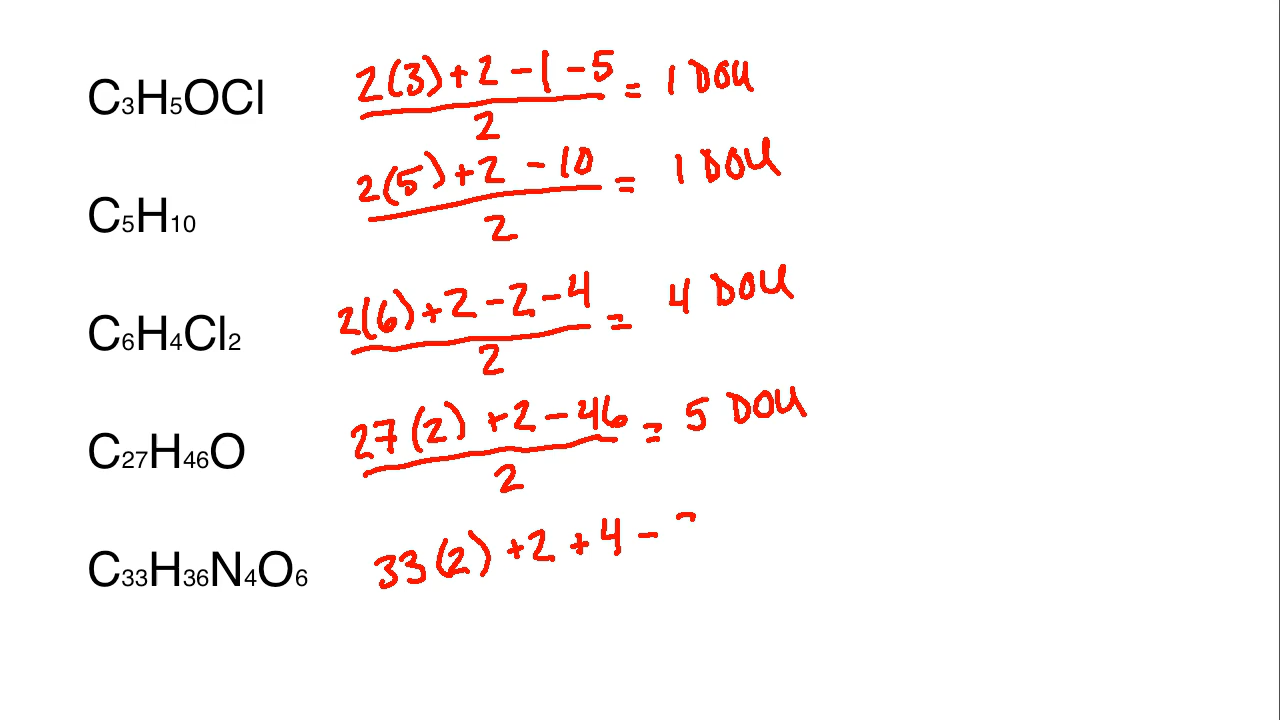 C3H5OCl 2(3)+2-1-5 = 1 DOU
2
C5H10 2(5)+2-10 = 1 DOU
2
C6H4Cl2 2(6)+2-2-4 = 4 DOU
2
C27H46O 27(2)+2-46 = 5 DOU
2
C33H36N4O6 33(2)+2+4-